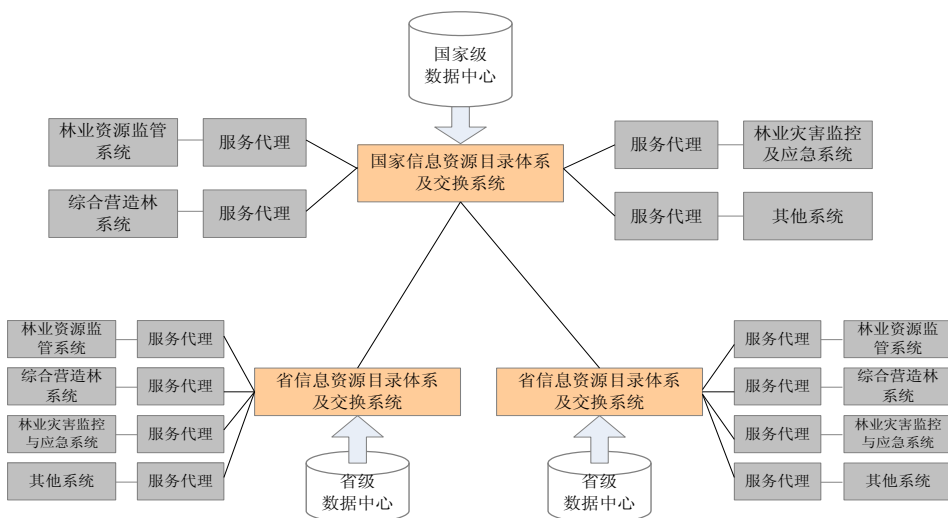 国家级
数据中心
林业资源监管
系统
服务代理
国家信息资源目录体系
及交换系统
服务代理
林业灾害监控
及应急系统
综合营造林
系统
服务代理
服务代理
其他系统
林业资源监
管系统
服务代理
综合营造林
系统
服务代理
林业灾害监控
与应急系统
服务代理
其他系统
服务代理
省信息资源目录体系
及交换系统
省级
数据中心
省信息资源目录体系
及交换系统
省级
数据中心
服务代理
林业资源监
管系统
服务代理
综合营造林
系统
服务代理
林业灾害监控
与应急系统
服务代理
其他系统